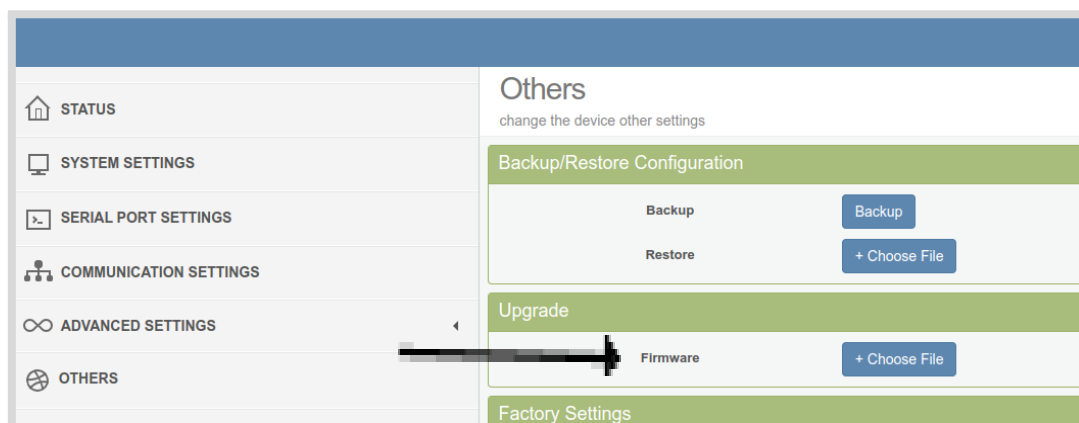 STATUS
SYSTEM SETTINGS
SERIAL PORT SETTINGS
COMMUNICATION SETTINGS
ADVANCED SETTINGS
OTHERS
Others
change the device other settings
Backup/Restore Configuration
Backup Backup
Restore + Choose File
Upgrade
Firmware + Choose File
Factory Settings